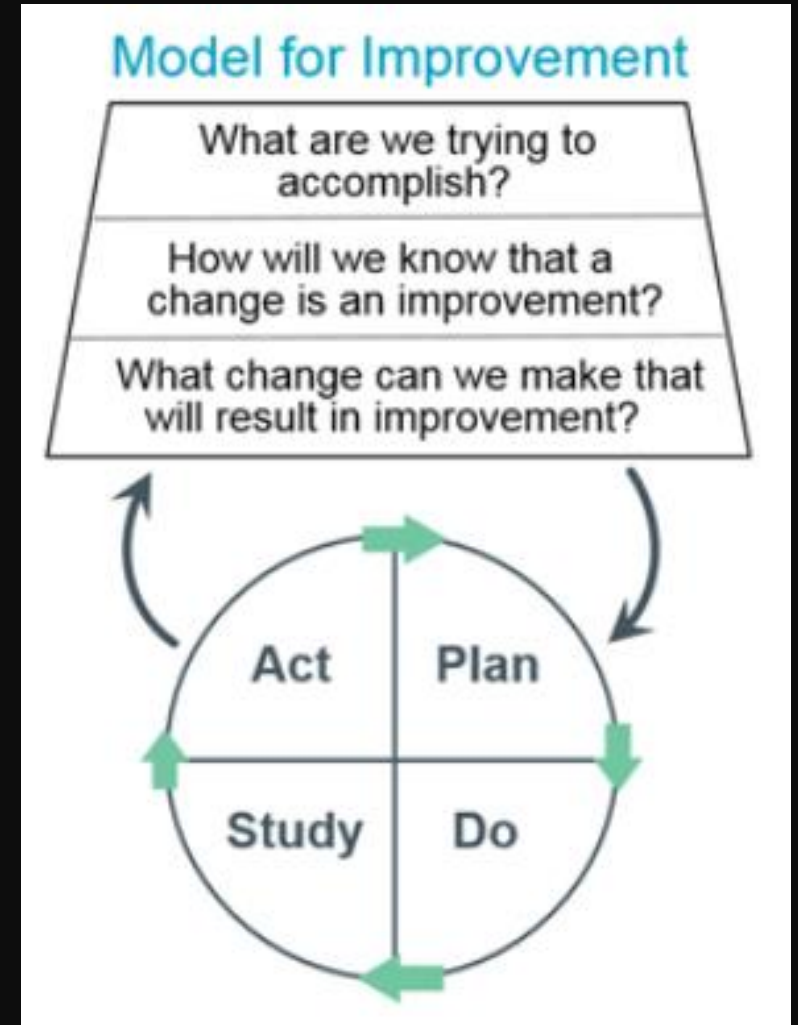 Model for Improvement
What are we trying to
accomplish?
How will we know that a
change is an improvement?
What change can we make that
will result in improvement?
Act
Plan
Study
Do